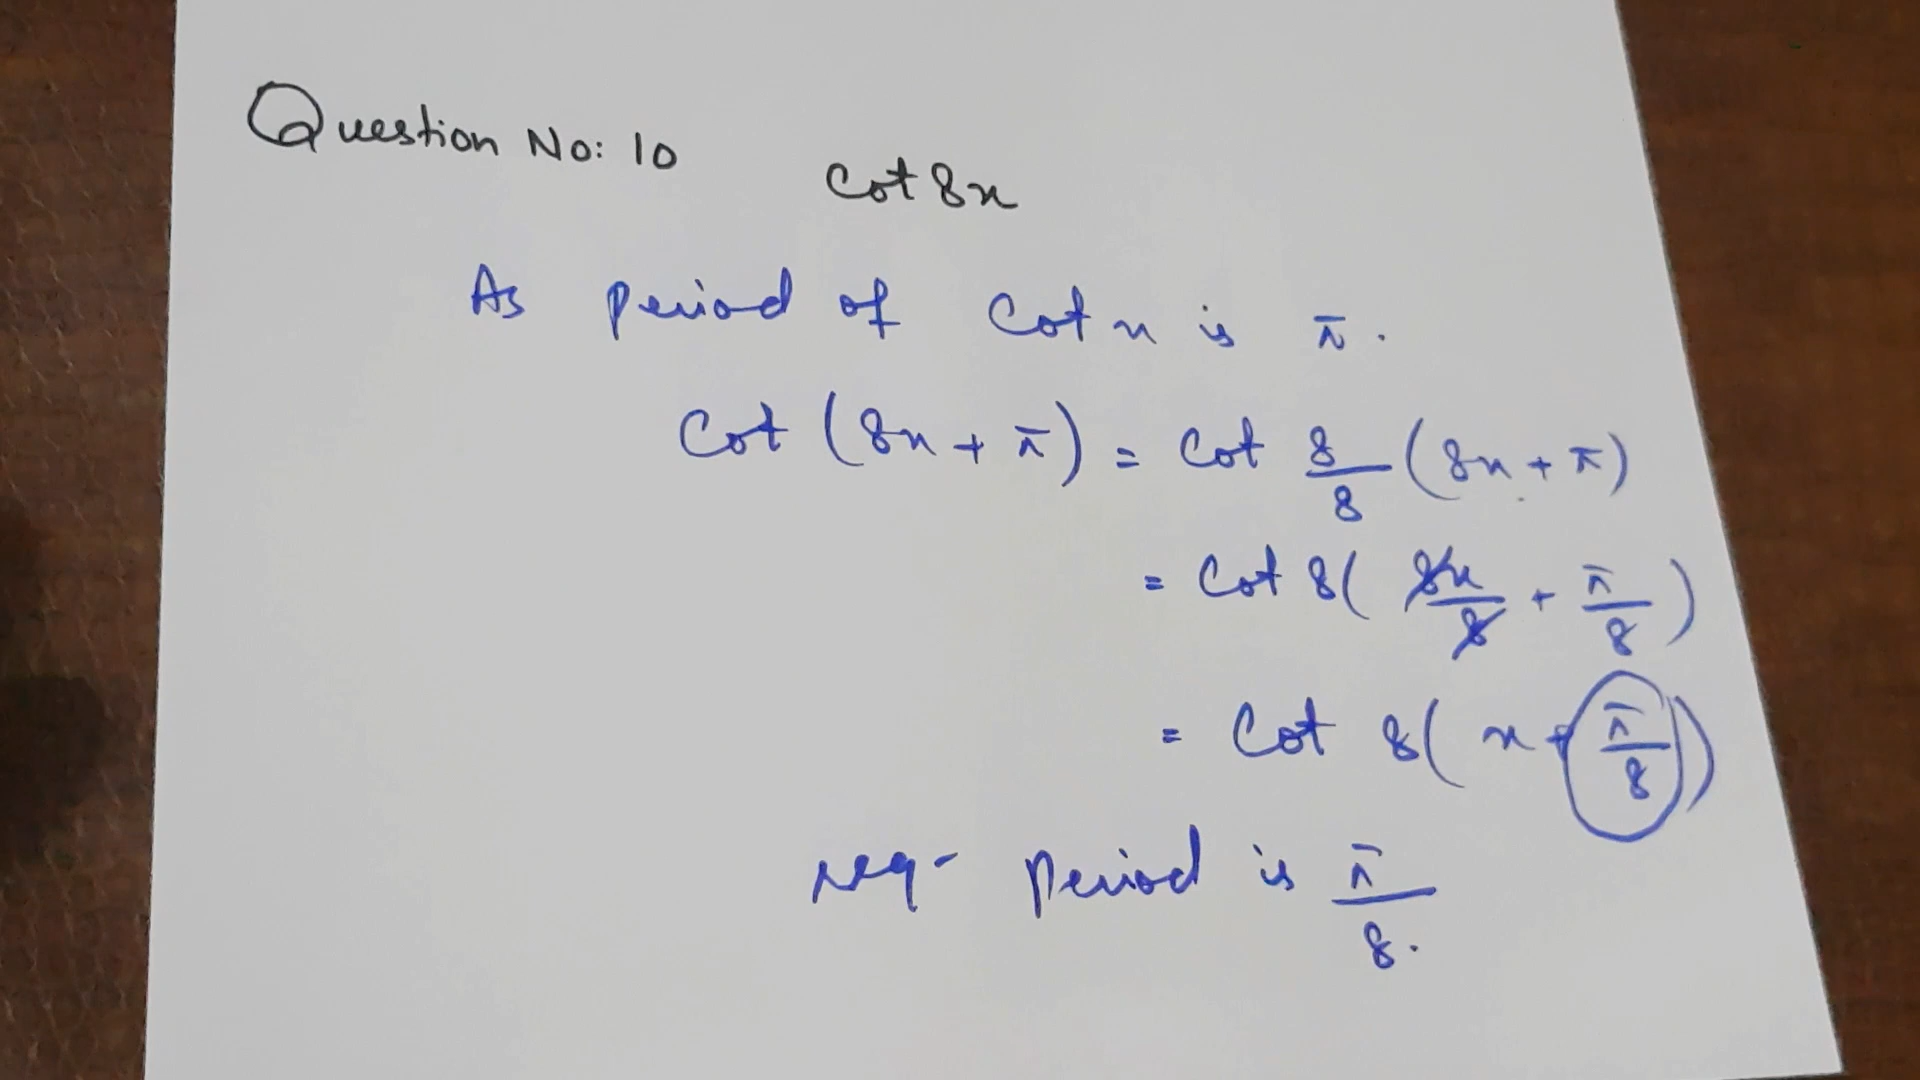 Question No: 10
cot 8x
As period of Cot x is π.
Cot (8x + π) = Cot 8/8 (8x + π)
= Cot 8( 8x/8 + π/8 )
= Cot 8( x + π/8 )
req- period is π/8.